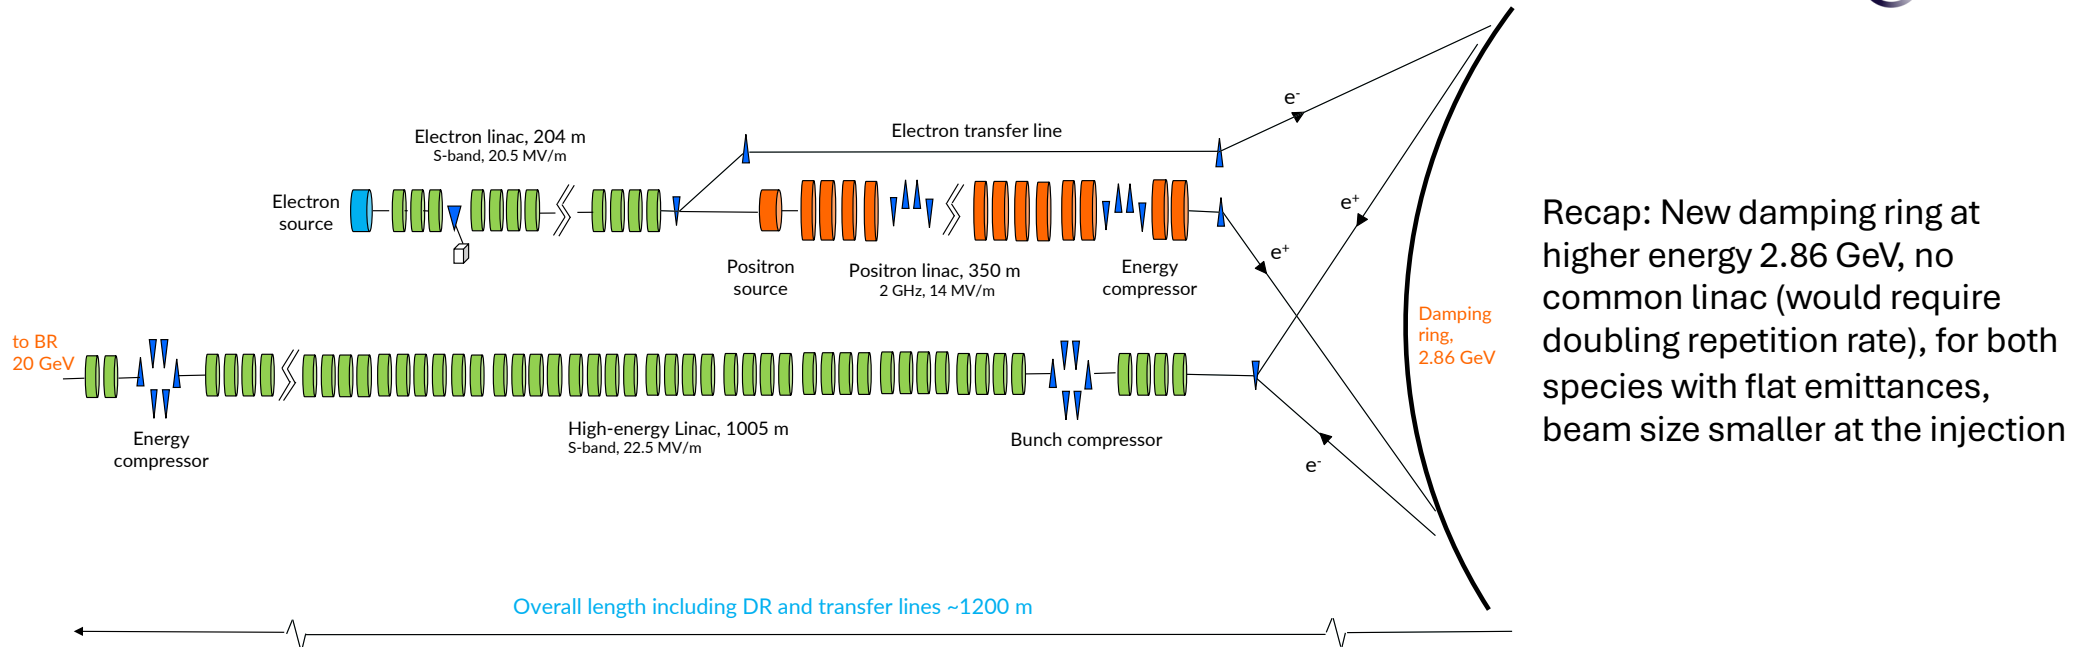 e-
Electron linac, 204 m
S-band, 20.5 MV/m
Electron transfer line
Electron
source
e+
e+
Positron
source
Positron linac, 350 m
2 GHz, 14 MV/m
Energy
compressor
Recap: New damping ring at
higher energy 2.86 GeV, no
common linac (would require
doubling repetition rate), for both
species with flat emittances,
beam size smaller at the injection
Damping
ring,
2.86 GeV
to BR
20 GeV
Energy
compressor
High-energy Linac, 1005 m
S-band, 22.5 MV/m
Bunch compressor
e-
Overall length including DR and transfer lines ~1200 m